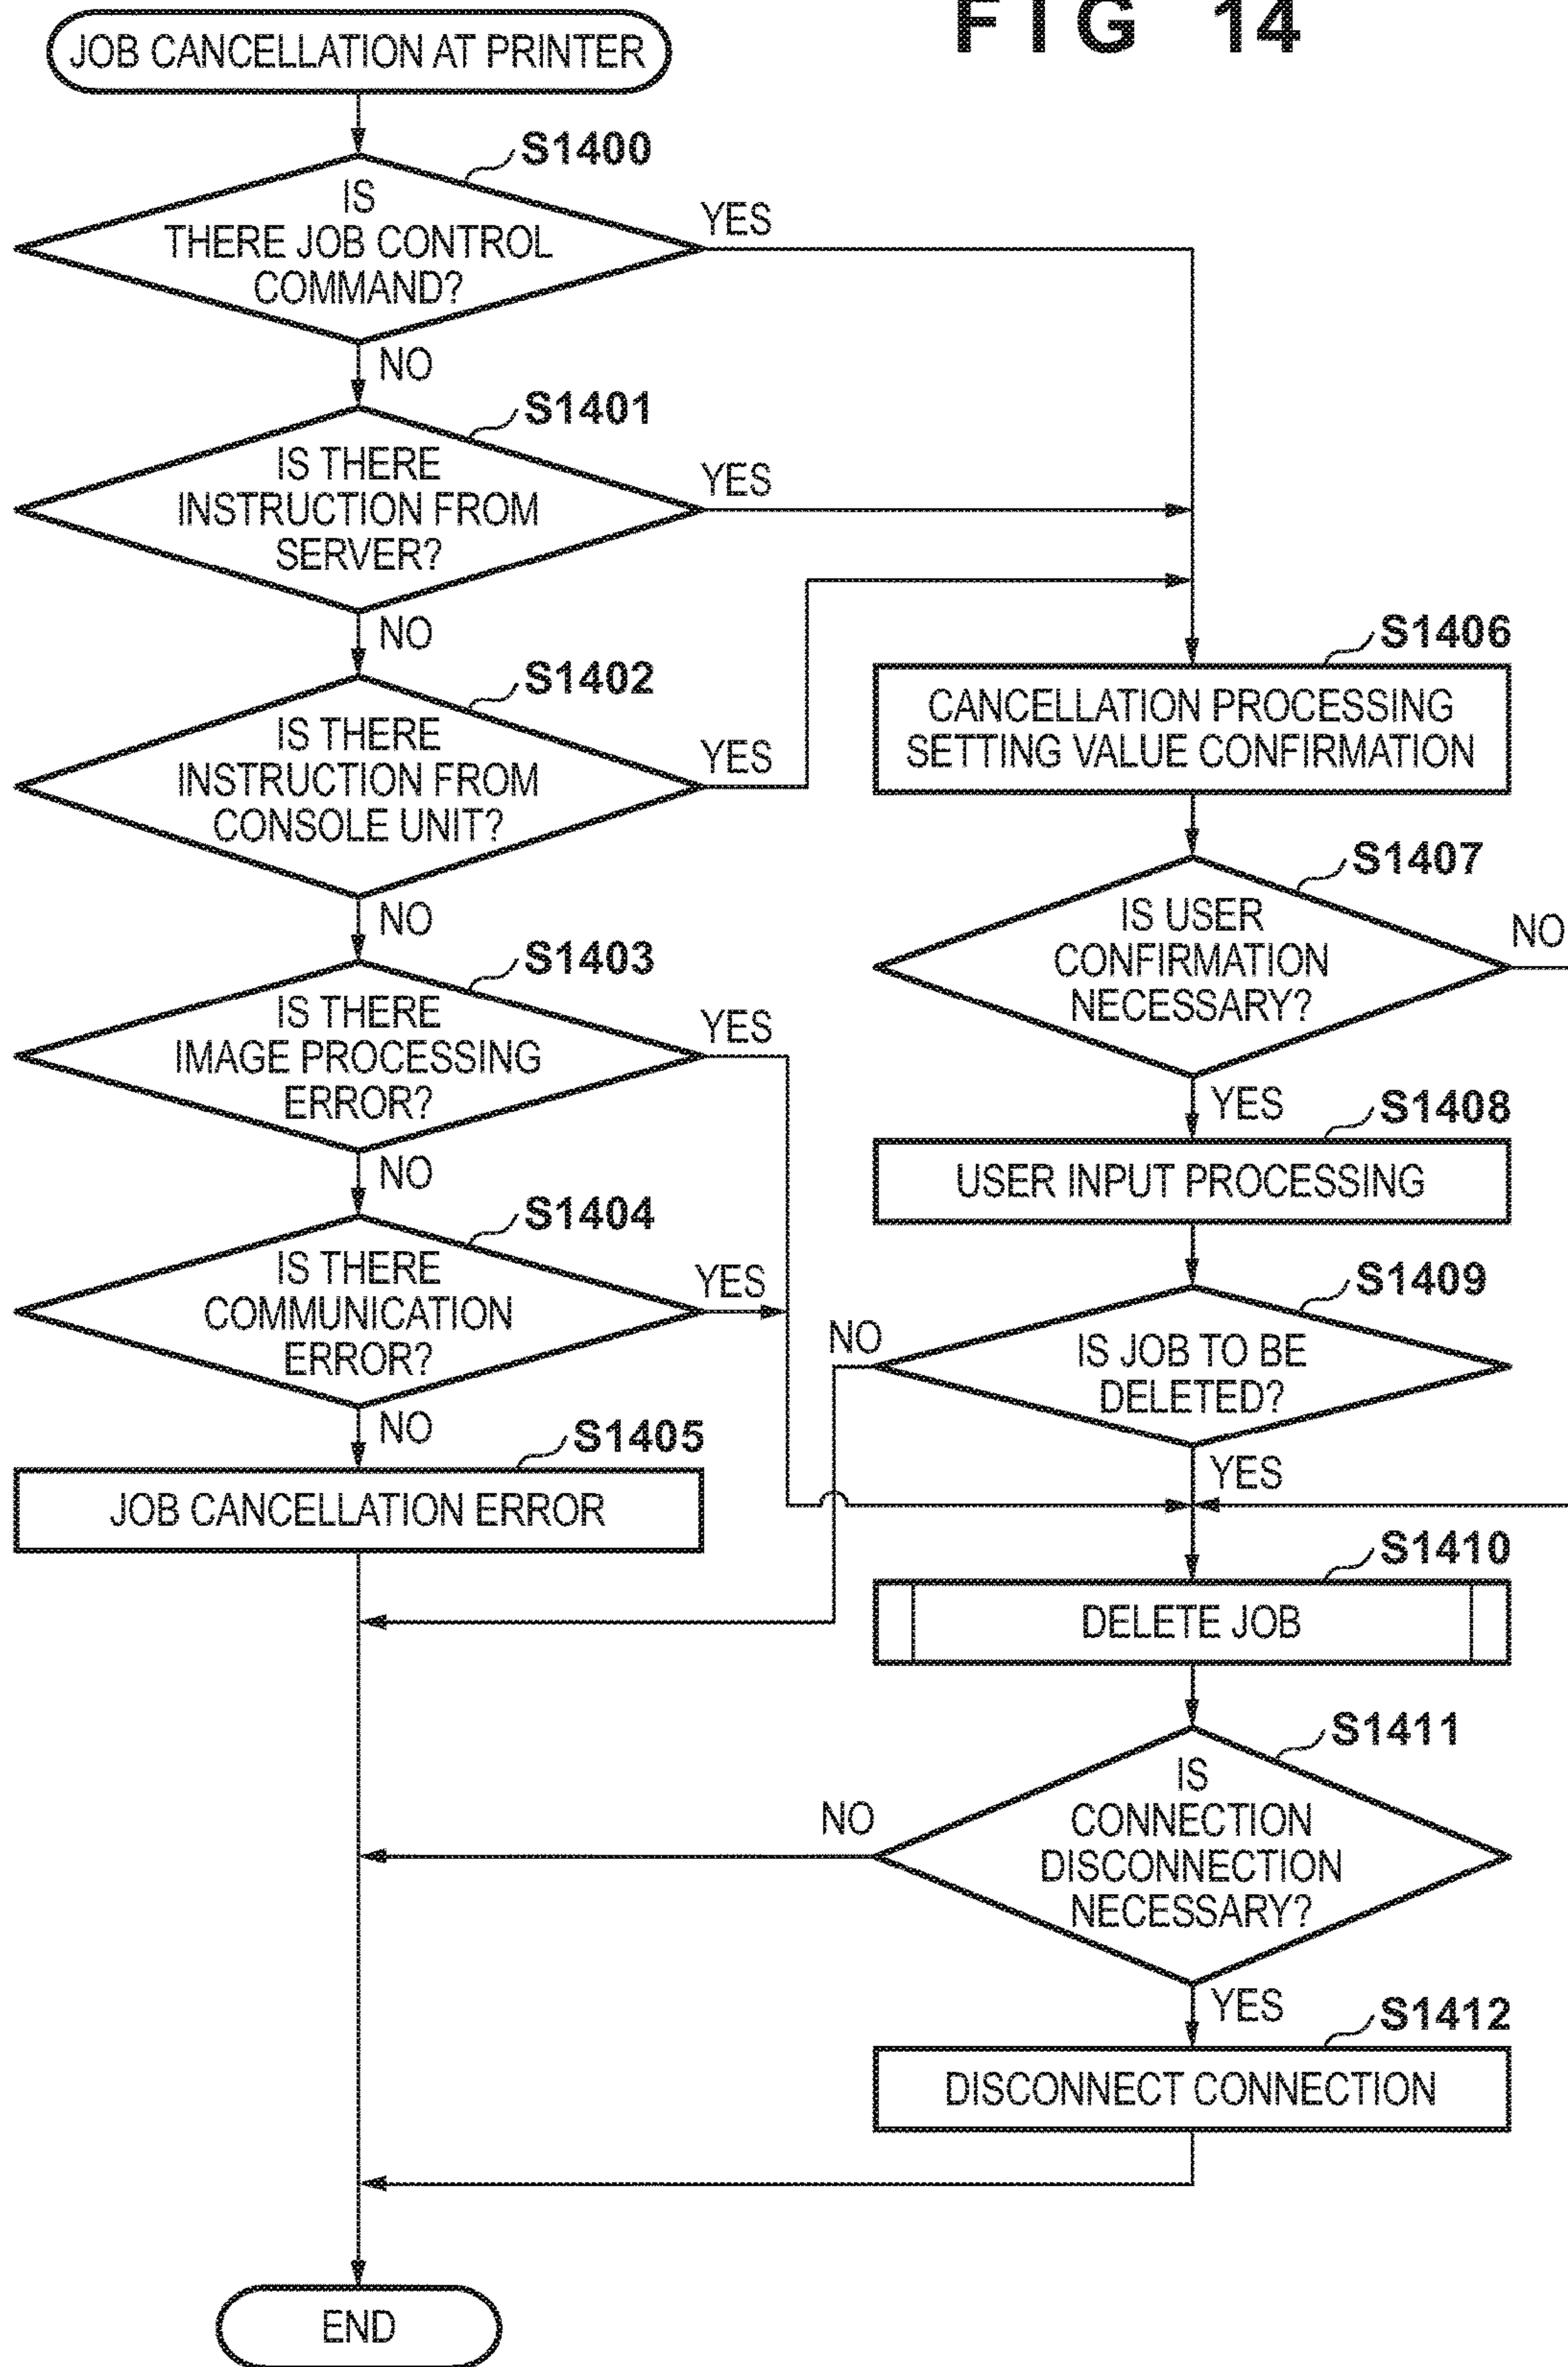 FIG 14
JOB CANCELLATION AT PRINTER
S1400
IS
THERE JOB CONTROL
COMMAND?
YES
NO
S1401
IS THERE
INSTRUCTION FROM
SERVER?
YES
NO
S1402
IS THERE
INSTRUCTION FROM
CONSOLE UNIT?
YES
NO
S1403
IS THERE
IMAGE PROCESSING
ERROR?
YES
NO
S1404
IS THERE
COMMUNICATION
ERROR?
YES
NO
S1405
JOB CANCELLATION ERROR
S1406
CANCELLATION PROCESSING
SETTING VALUE CONFIRMATION
S1407
IS USER
CONFIRMATION
NECESSARY?
NO
YES
S1408
USER INPUT PROCESSING
S1409
IS JOB TO BE
DELETED?
NO
YES
S1410
DELETE JOB
S1411
IS
CONNECTION
DISCONNECTION
NECESSARY?
NO
YES
S1412
DISCONNECT CONNECTION
END